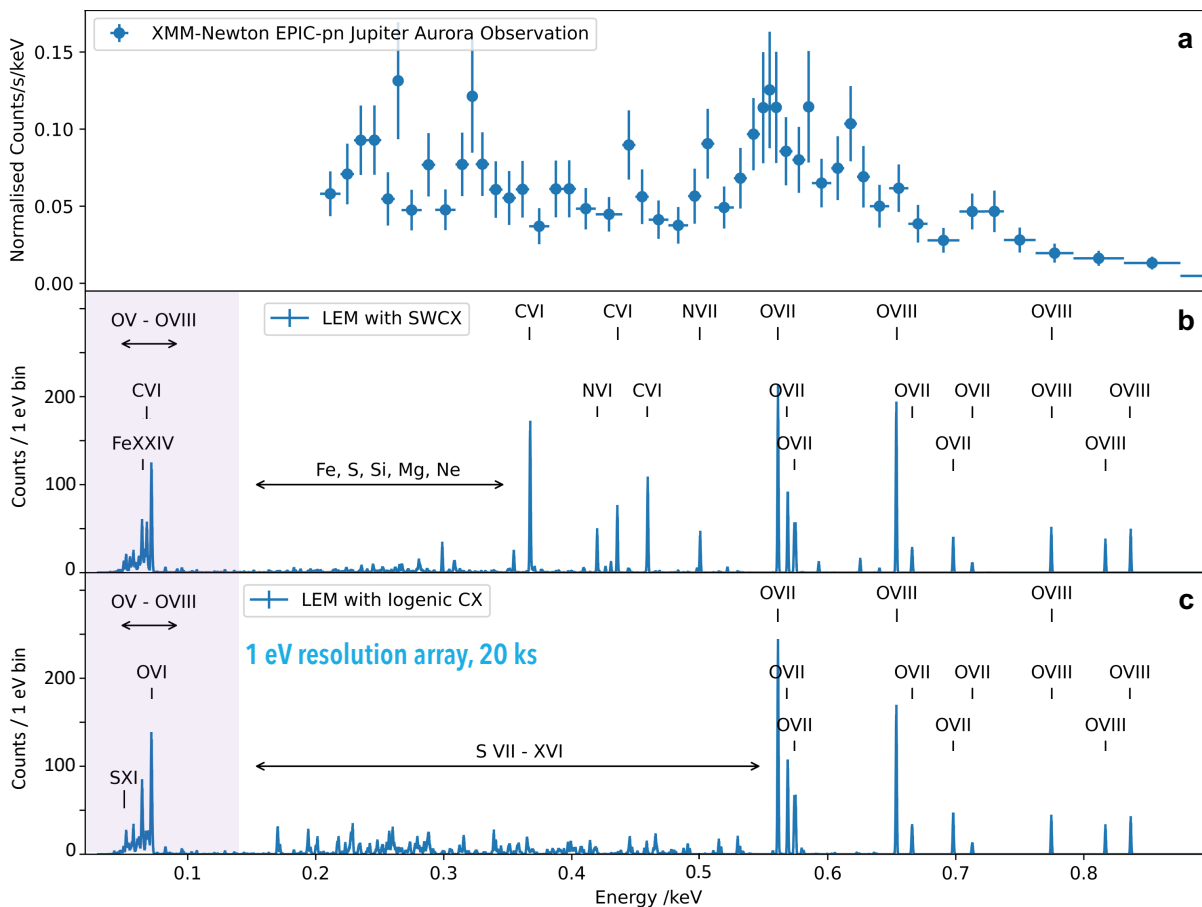 XMM-Newton EPIC-pn Jupiter Aurora Observation
a
Normalised Counts/s/keV
0.15
0.10
0.05
0.00
LEM with SWCX
b
Counts / 1 eV bin
200
100
0
OV - OVIII
CVI
FeXXIV
Fe, S, Si, Mg, Ne
CVI CVI NVII OVII OVIII OVIII
NVI CVI OVII OVII OVII OVIII OVIII
OVII OVII OVIII
LEM with Iogenic CX
c
1 eV resolution array, 20 ks
Counts / 1 eV bin
200
100
0
OV - OVIII
OVI
SXI
S VII - XVI
OVII OVIII OVIII
OVII OVII OVII OVIII OVIII
OVII OVII OVIII
0.1 0.2 0.3 0.4 0.5 0.6 0.7 0.8
Energy /keV